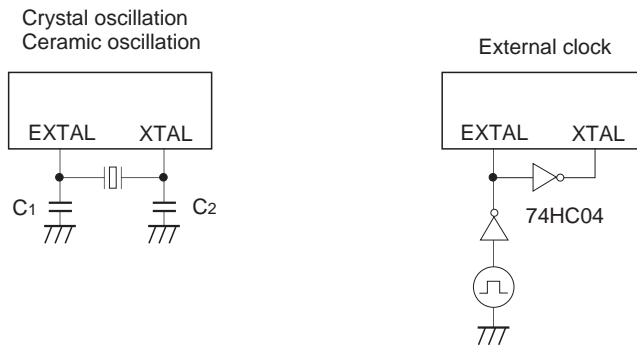 Crystal oscillation
Ceramic oscillation
EXTAL
XTAL
C1
C2
External clock
EXTAL
XTAL
74HC04